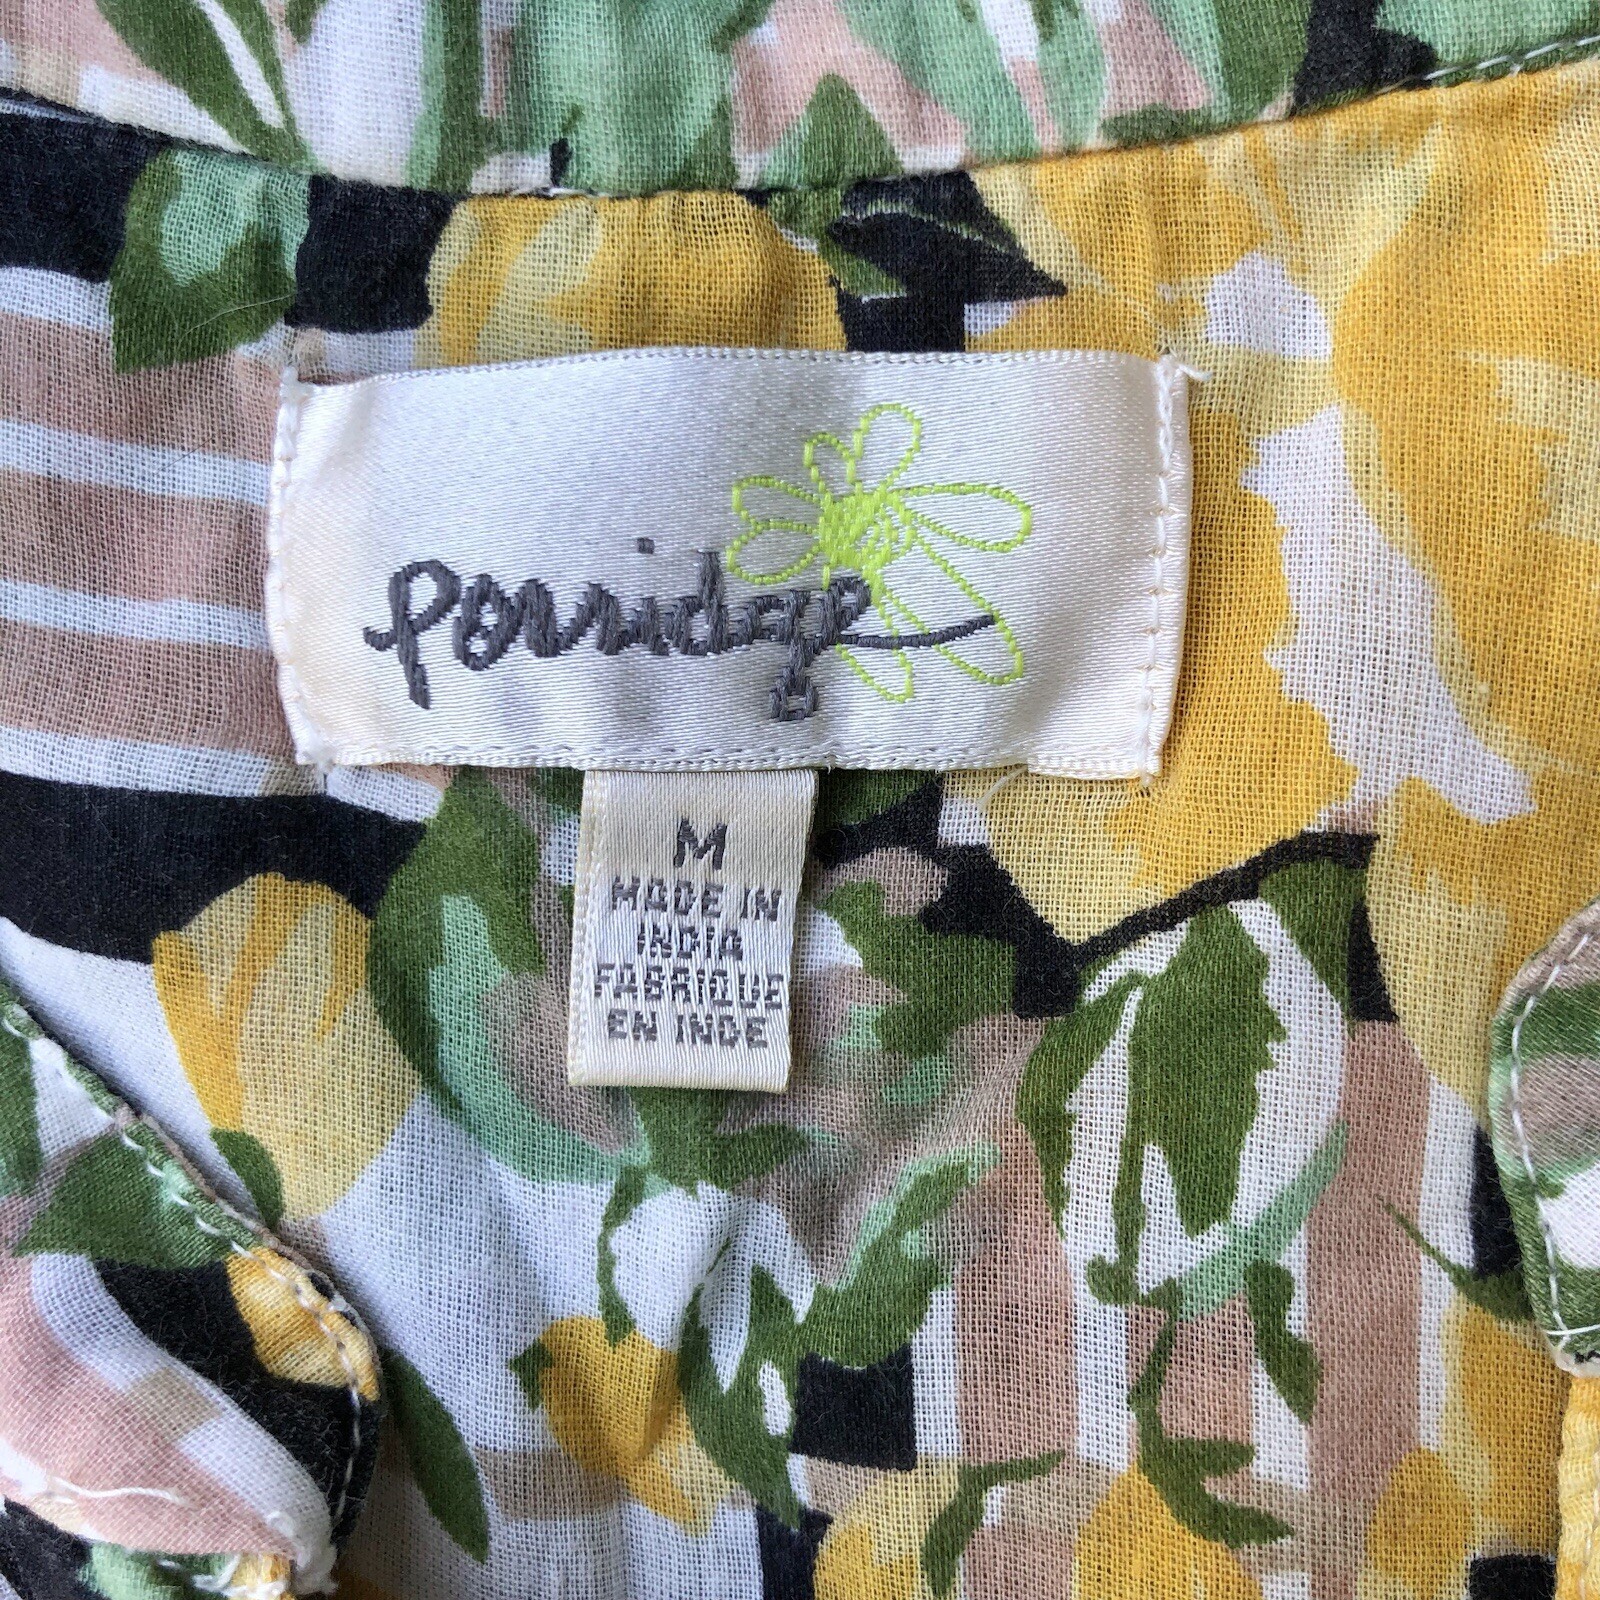 porridge
M
MADE IN
INDIA
FABRIQUE
EN INDE